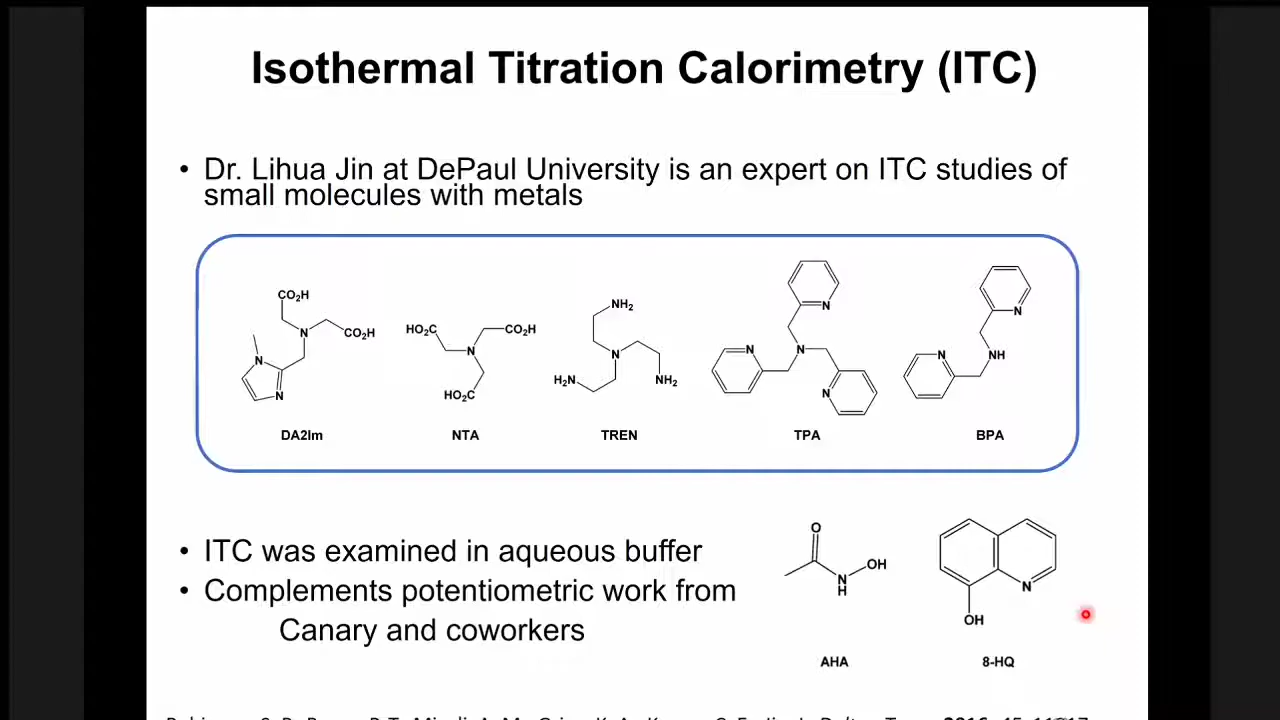 Isothermal Titration Calorimetry (ITC)
• Dr. Lihua Jin at DePaul University is an expert on ITC studies of
small molecules with metals
CO₂H
N
CO₂H
N
N
DA2Im
HO₂C
CO₂H
N
HO₂C
NTA
NH₂
N
H₂N
NH₂
TREN
N
N
N
N
TPA
N
N
NH
BPA
• ITC was examined in aqueous buffer
• Complements potentiometric work from
Canary and coworkers
O
N
H
OH
AHA
N
OH
8-HQ
2016